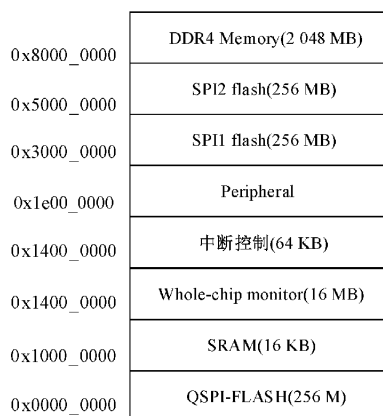 DDR4 Memory(2 048 MB)
0x8000_0000
SPI2 flash(256 MB)
0x5000_0000
SPI1 flash(256 MB)
0x3000_0000
Peripheral
0x1e00_0000
中断控制(64 KB)
0x1400_0000
Whole-chip monitor(16 MB)
0x1400_0000
SRAM(16 KB)
0x1000_0000
QSPI-FLASH(256 M)
0x0000_0000